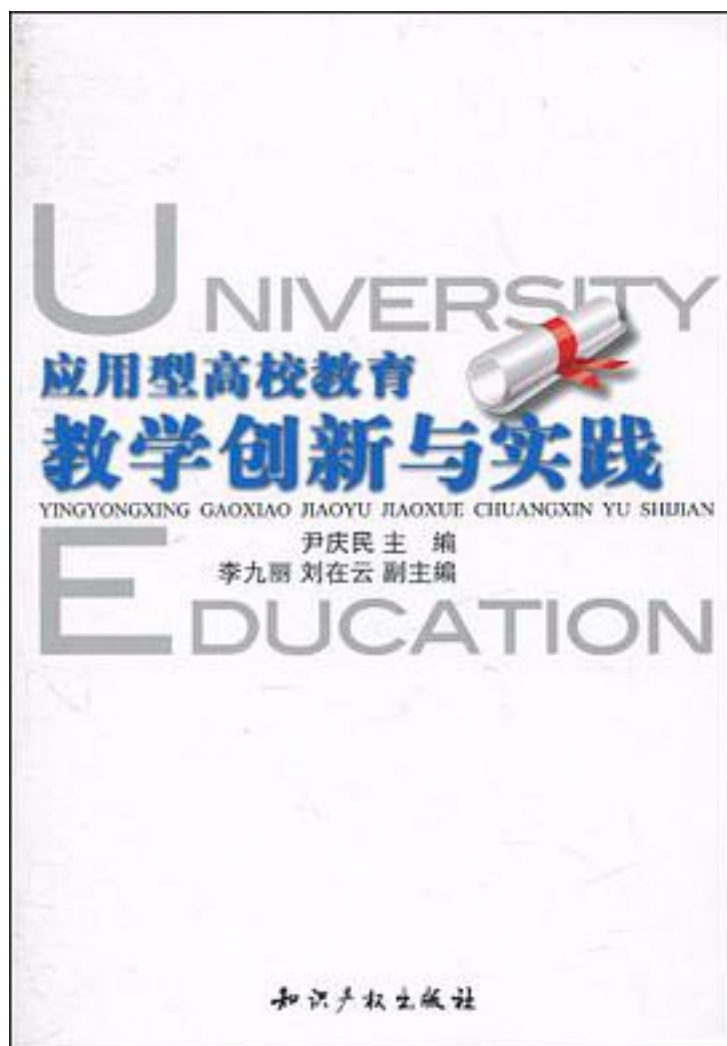 UNIVERSITY
应用型高校教育
教学创新与实践
YINGYONGXING GAOXIAO JIAOYU JIAOXUE CHUANGXIN YU SHIJIAN
尹庆民 主 编
李九丽 刘在云 副主编
EDUCATION
知识产权出版社